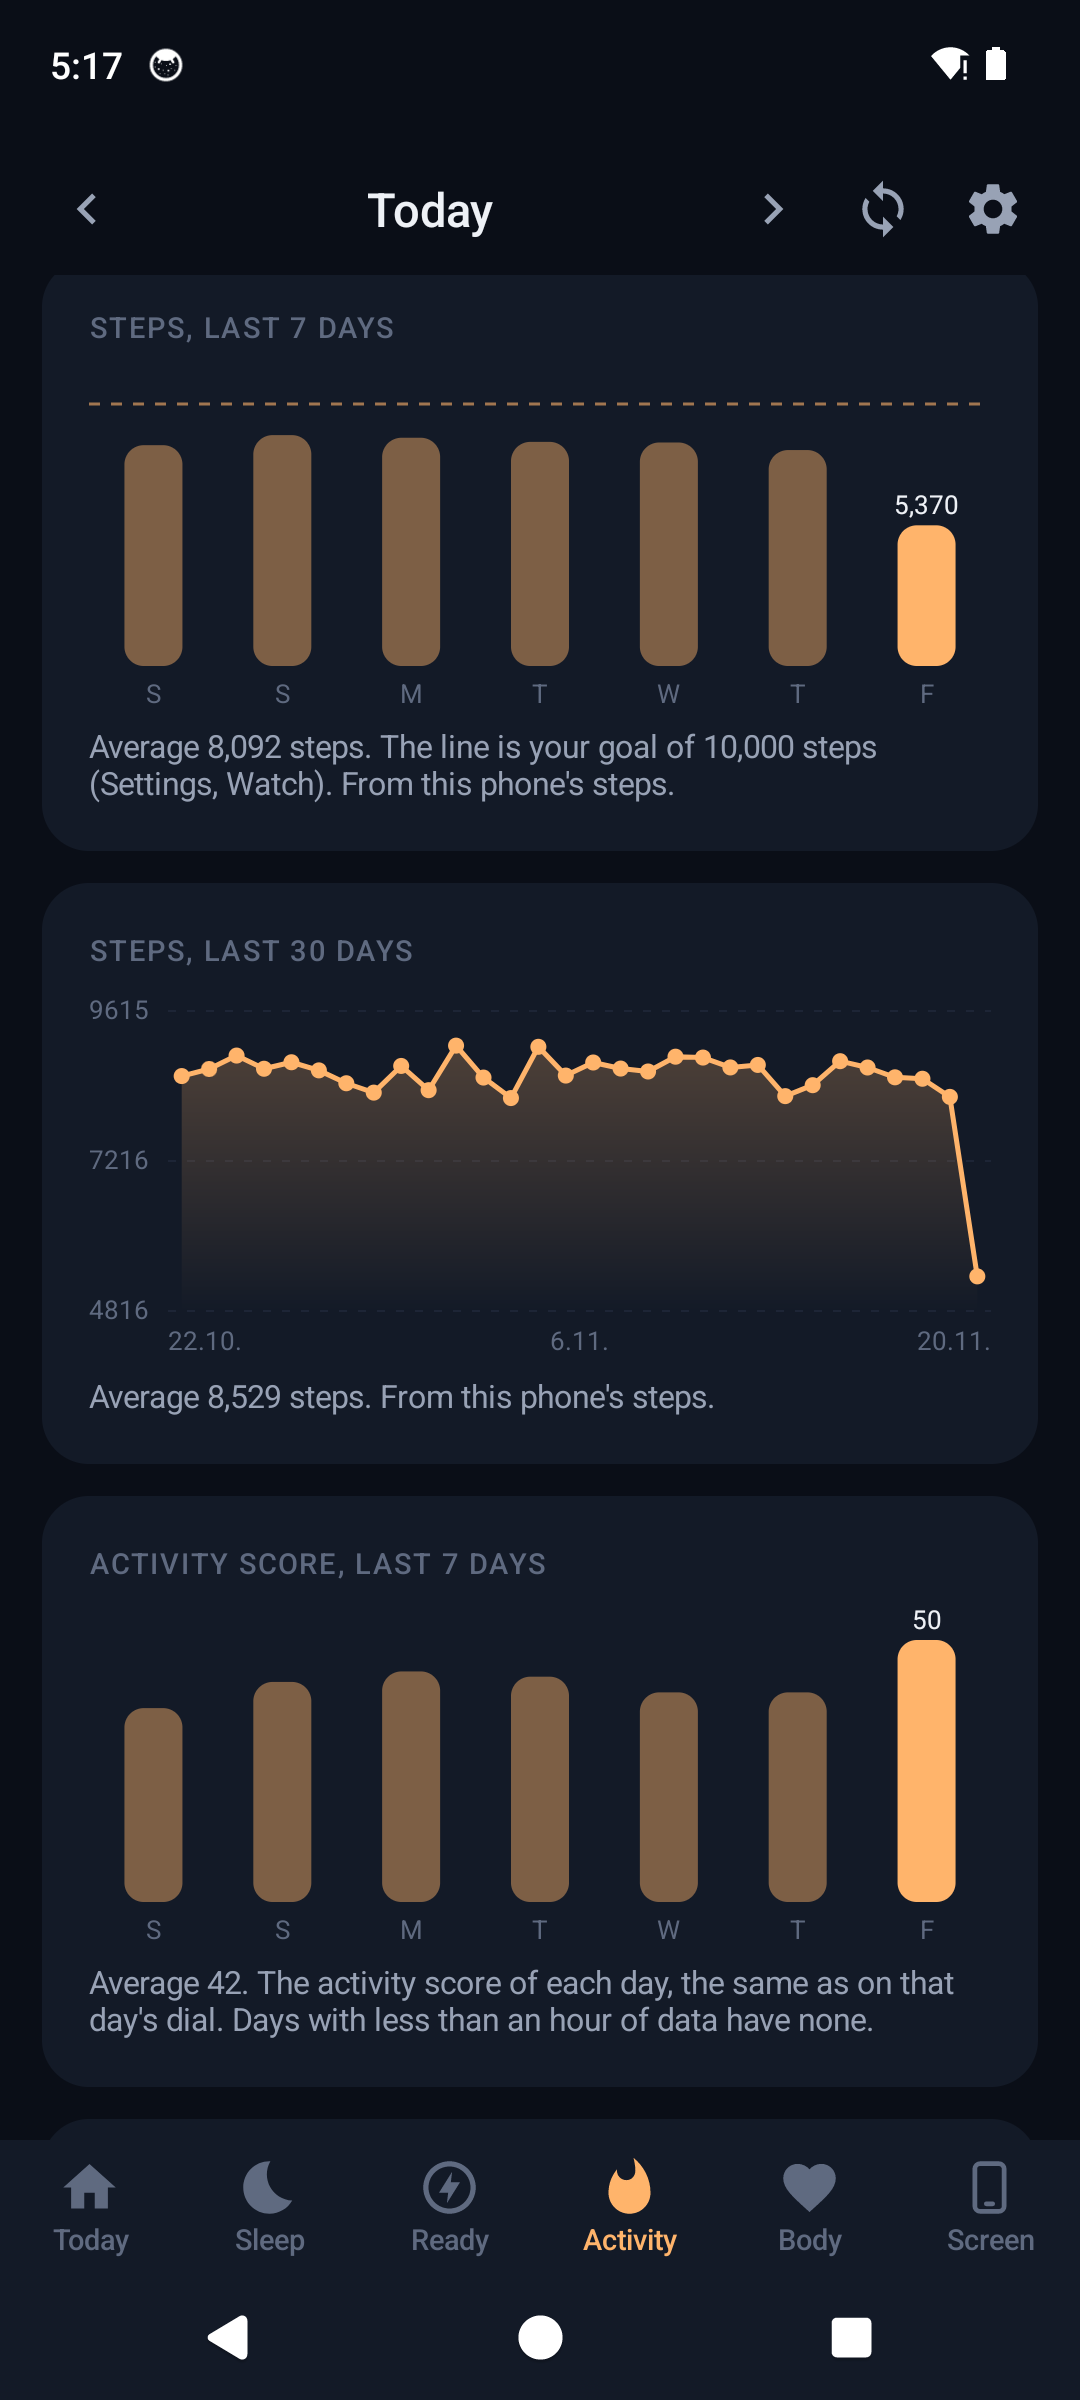 5:17
Today
STEPS, LAST 7 DAYS
5,370
S S M T W T F
Average 8,092 steps. The line is your goal of 10,000 steps
(Settings, Watch). From this phone's steps.
STEPS, LAST 30 DAYS
9615
7216
4816
22.10. 6.11. 20.11.
Average 8,529 steps. From this phone's steps.
ACTIVITY SCORE, LAST 7 DAYS
50
S S M T W T F
Average 42. The activity score of each day, the same as on that
day's dial. Days with less than an hour of data have none.
Today Sleep Ready Activity Body Screen